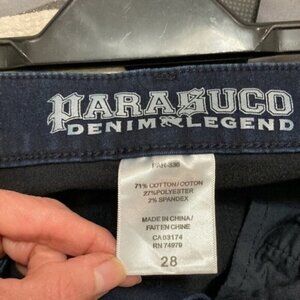 PARASUCO
DENIM & LEGEND
PAR-336
71% COTTON/COTON
27%POLYESTER
2% SPANDEX
MADE IN CHINA/
FAIT EN CHINE
CA 03174
RN 74979
28